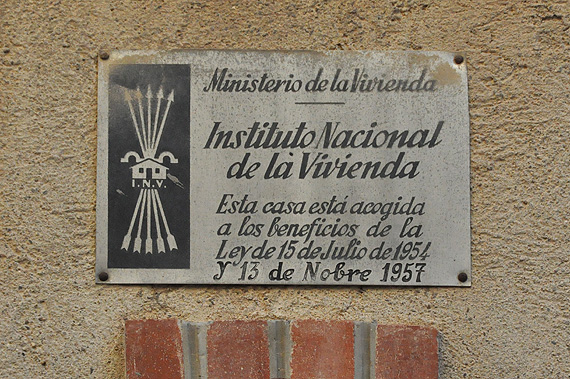 Ministerio de la Vivienda
Instituto Nacional
de la Vivienda
I.N.V.
Esta casa está acogida
a los beneficios de la
Ley de 15 de Julio de 1954
Y 13 de Nobre 1957